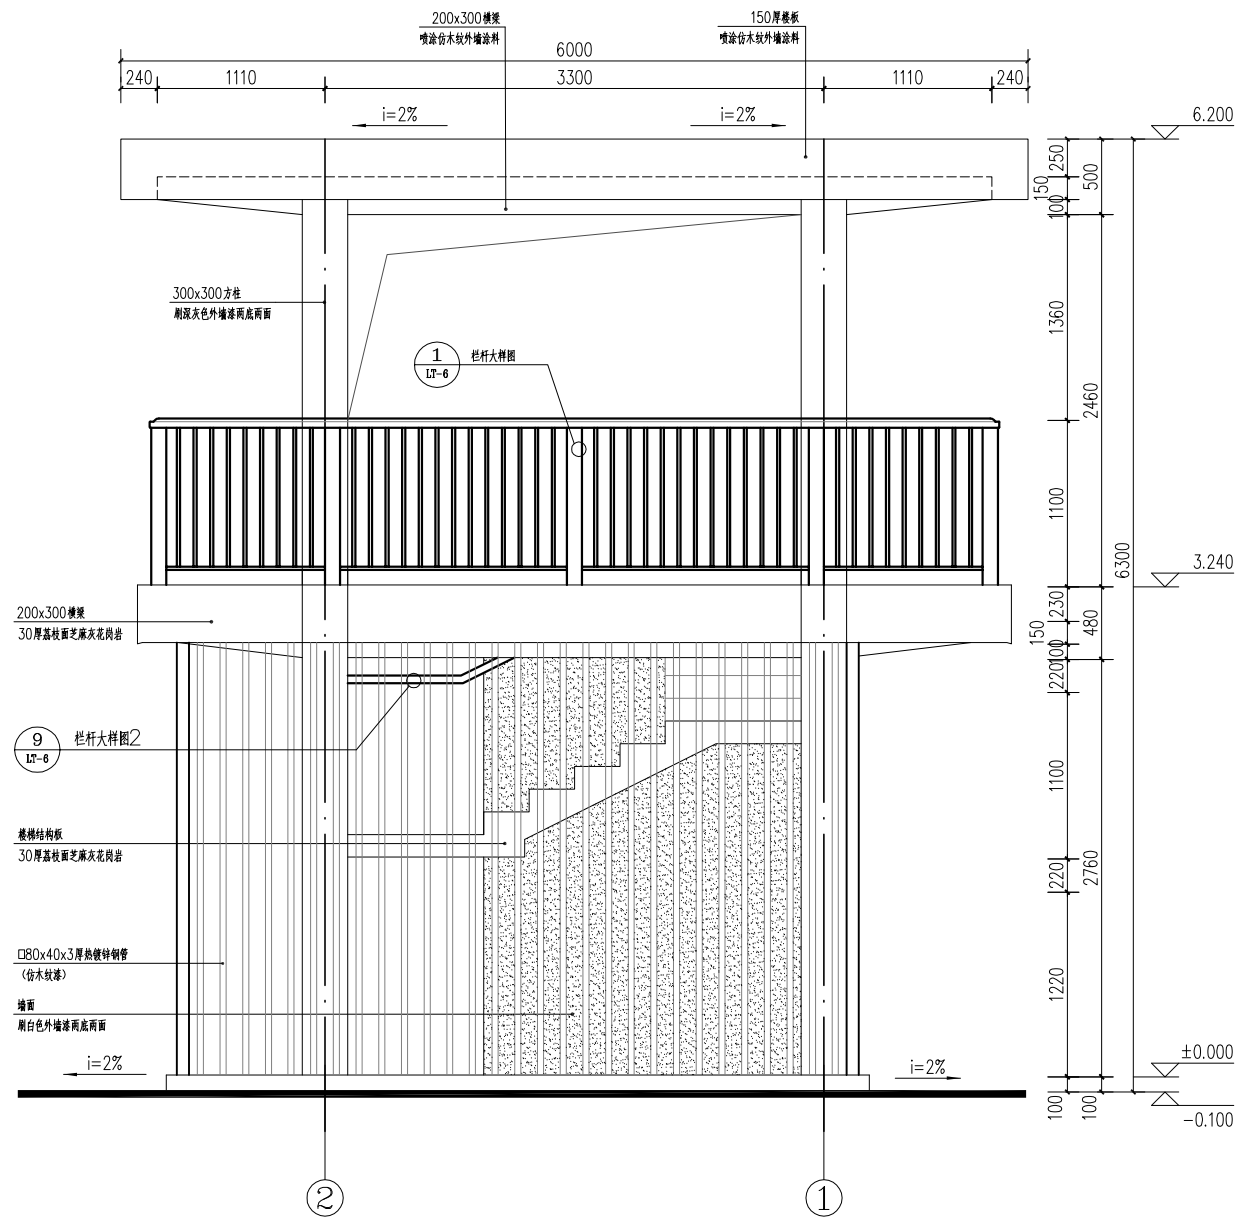 200x300横梁
喷涂仿木纹外墙涂料
150厚楼板
喷涂仿木纹外墙涂料
6000
240
1110
3300
1110
240
i=2%
i=2%
6.200
250
150
100
500
300x300方柱
刷深灰色外墙漆两底两面
1360
1
LT-6
栏杆大样图
2460
1100
6300
3.240
200x300横梁
30厚荔枝面芝麻灰花岗岩
230
150
100
480
220
9
LT-6
栏杆大样图2
1100
楼梯结构板
30厚荔枝面芝麻灰花岗岩
220
2760
□80x40x3厚热镀锌钢管
（仿木纹漆）
1220
墙面
刷白色外墙漆两底两面
i=2%
i=2%
±0.000
100
100
-0.100
2
1